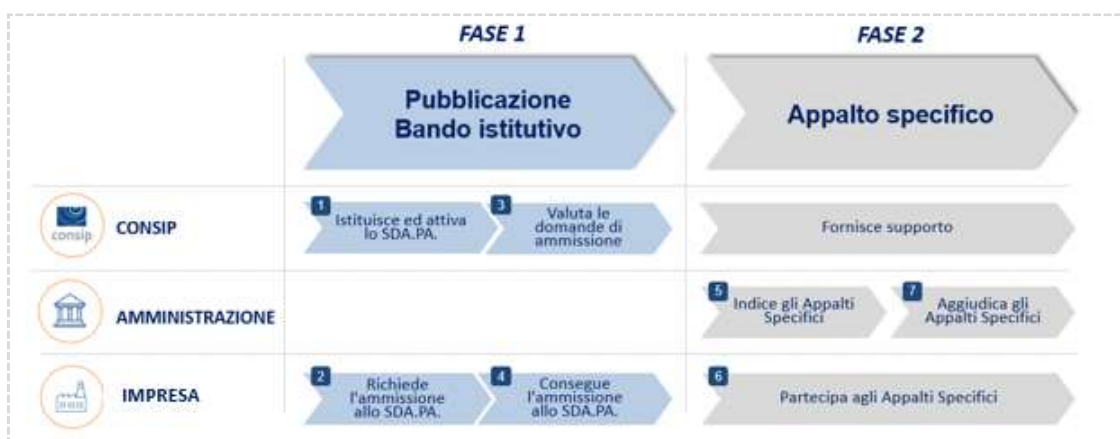 FASE 1
FASE 2
Pubblicazione
Bando istitutivo
Appalto specifico
consip
CONSIP
1
Istituisce ed attiva
lo SDA.PA.
3
Valuta le
domande di
ammissione
Fornisce supporto
AMMINISTRAZIONE
5
Indice gli Appalti
Specifici
7
Aggiudica gli
Appalti Specifici
IMPRESA
2
Richiede
l'ammissione
allo SDA.PA.
4
Consegue
l'ammissione
allo SDA.PA.
6
Partecipa agli Appalti Specifici